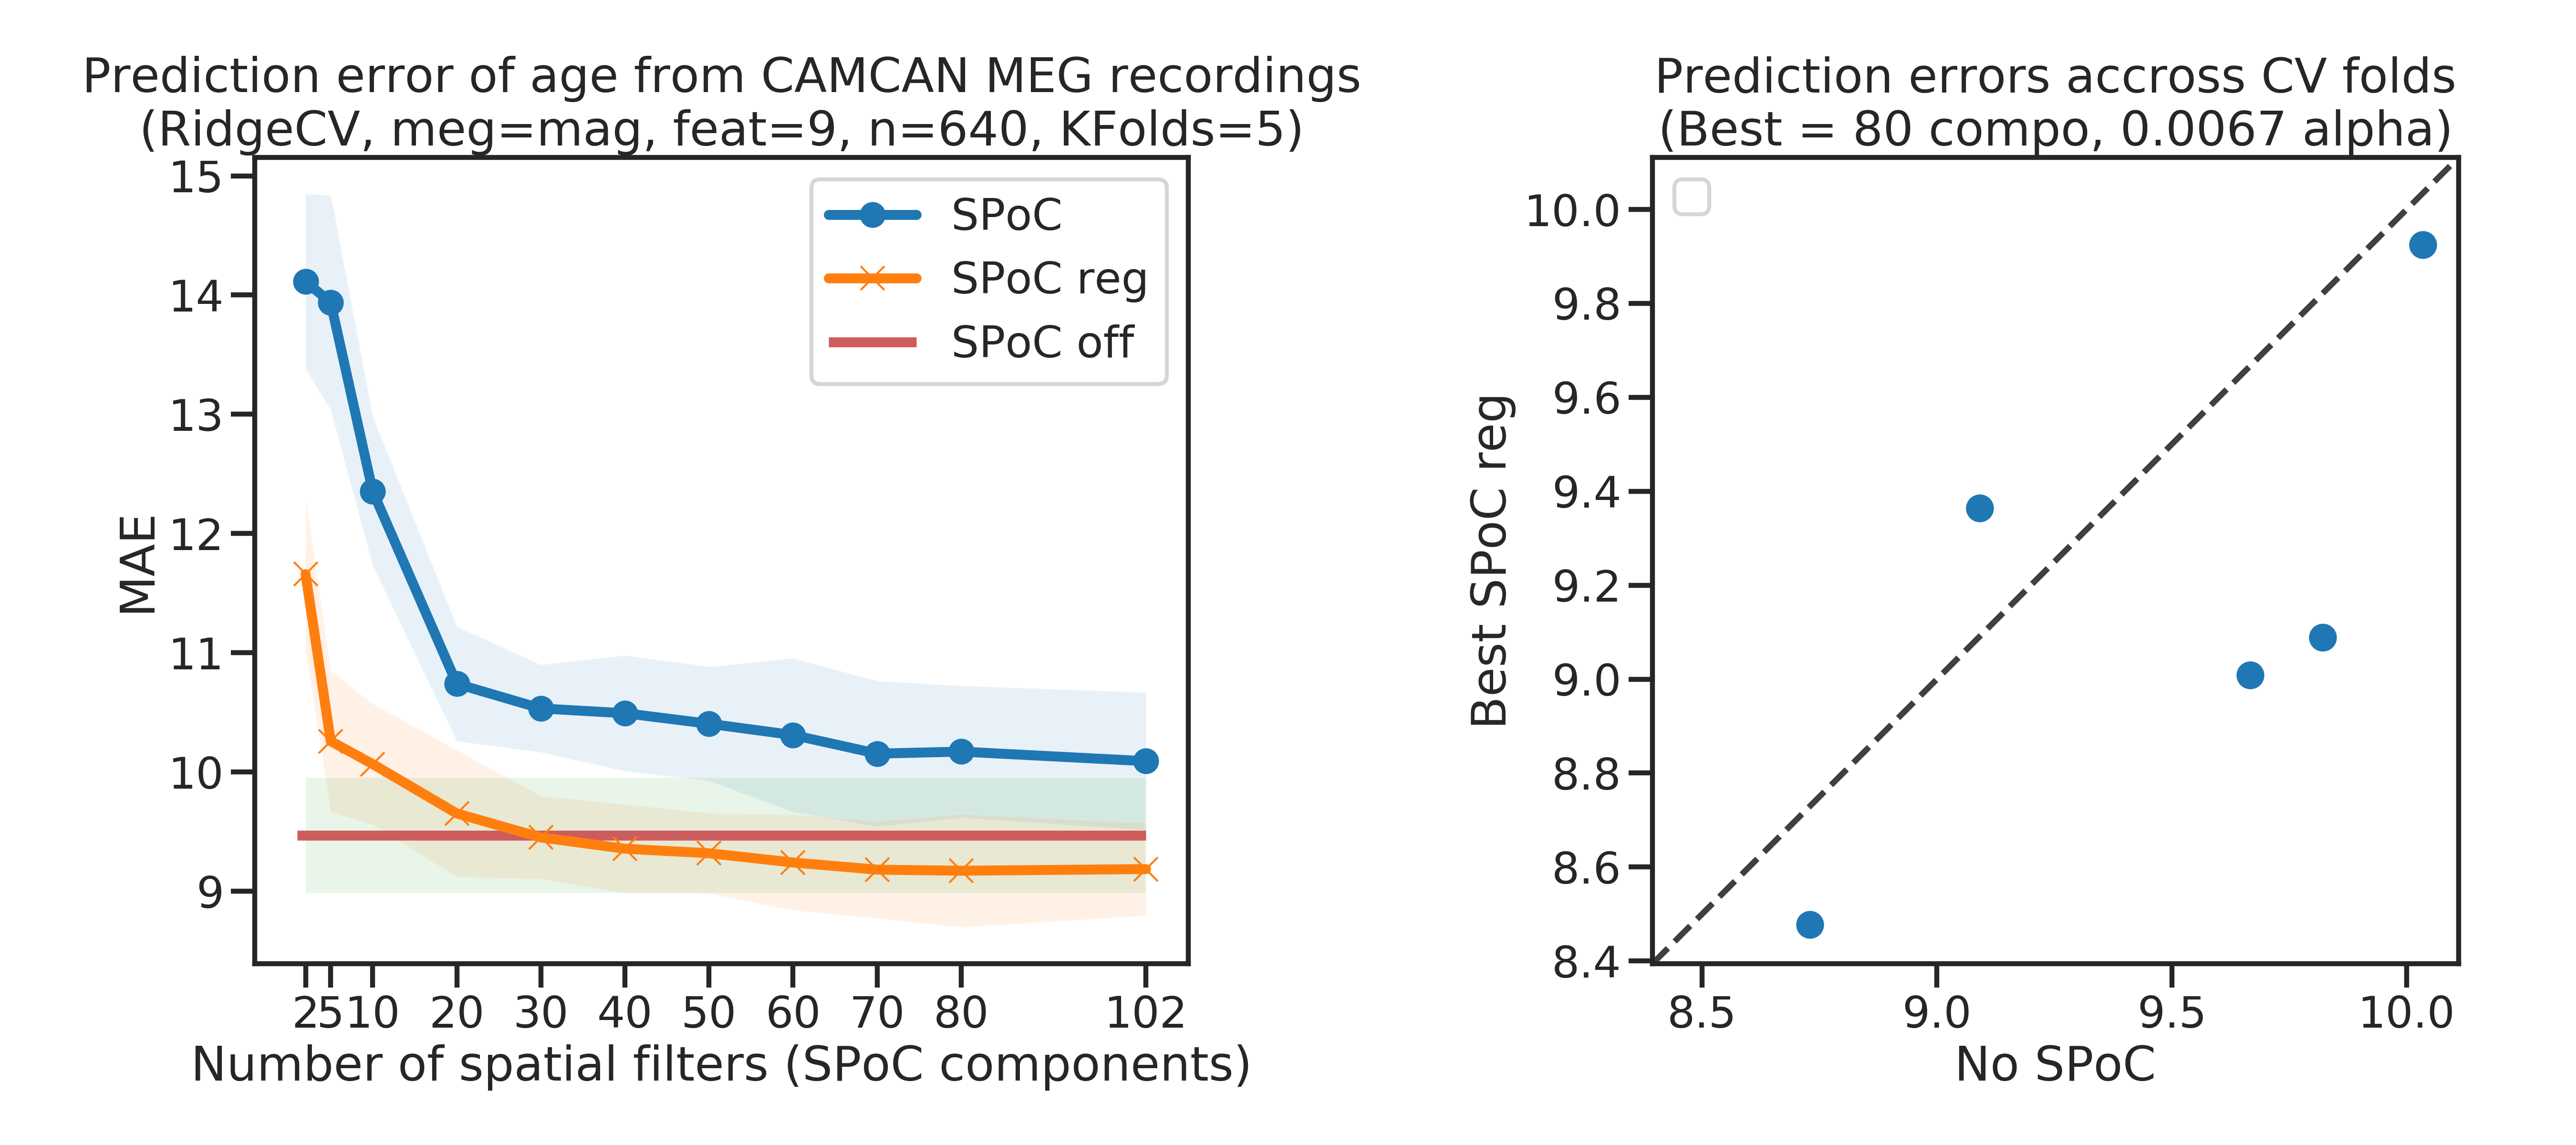 Prediction error of age from CAMCAN MEG recordings
(RidgeCV, meg=mag, feat=9, n=640, KFolds=5)
15
14
13
12
11
10
9
MAE
SPoC
SPoC reg
SPoC off
2 5 10 20 30 40 50 60 70 80 102
Number of spatial filters (SPoC components)
Prediction errors accross CV folds
(Best = 80 compo, 0.0067 alpha)
10.0
9.8
9.6
9.4
9.2
9.0
8.8
8.6
8.4
Best SPoC reg
8.5 9.0 9.5 10.0
No SPoC